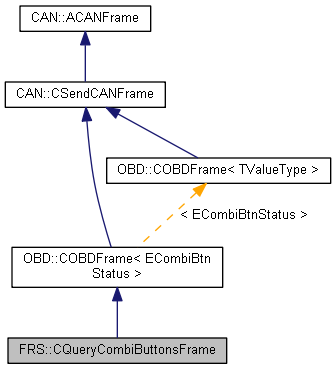 CAN::ACANFrame
CAN::CSendCANFrame
OBD::COBDFrame< TValueType >
< ECombiBtnStatus >
OBD::COBDFrame< ECombiBtn
Status >
FRS::CQueryCombiButtonsFrame